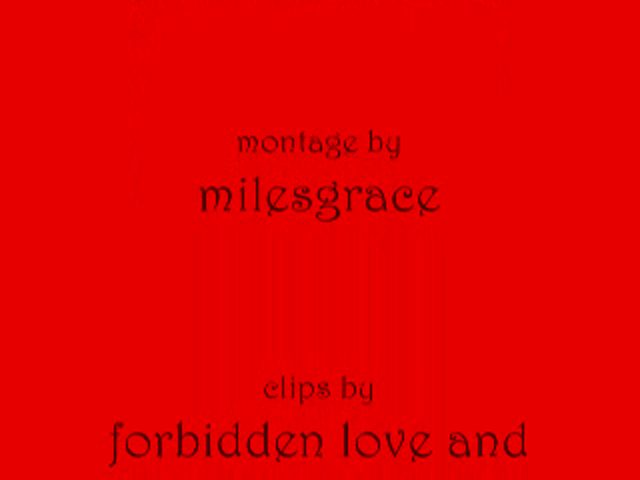 montage by
milesgrace
clips by
forbidden love and